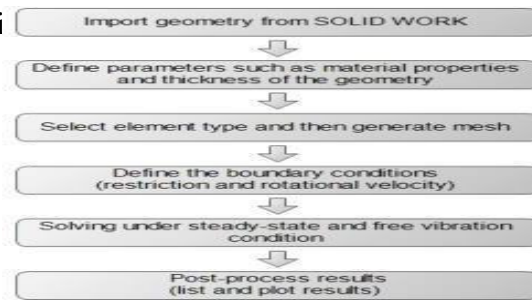 i
Import geometry from SOLID WORK
Define parameters such as material properties
and thickness of the geometry
Select element type and then generate mesh
Define the boundary conditions
(restriction and rotational velocity)
Solving under steady-state and free vibration
condition
Post-process results
(list and plot results)